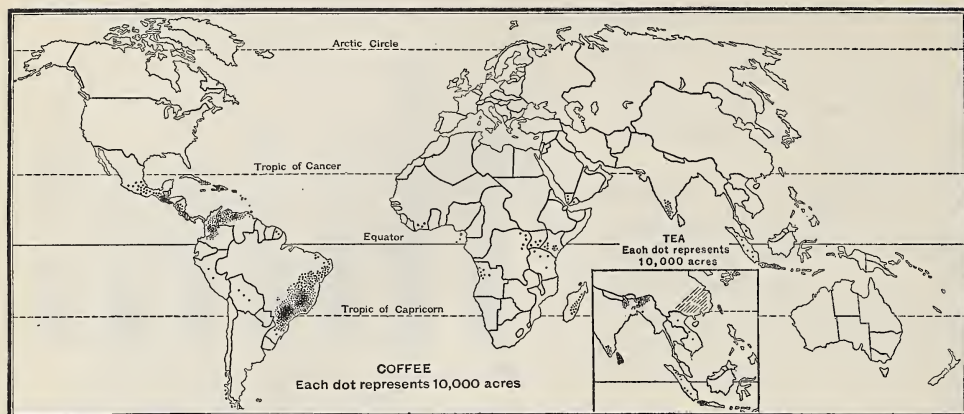 Arctic Circle
Tropic of Cancer
Equator
TEA
Each dot represents
10,000 acres
Tropic of Capricorn
COFFEE
Each dot represents 10,000 acres